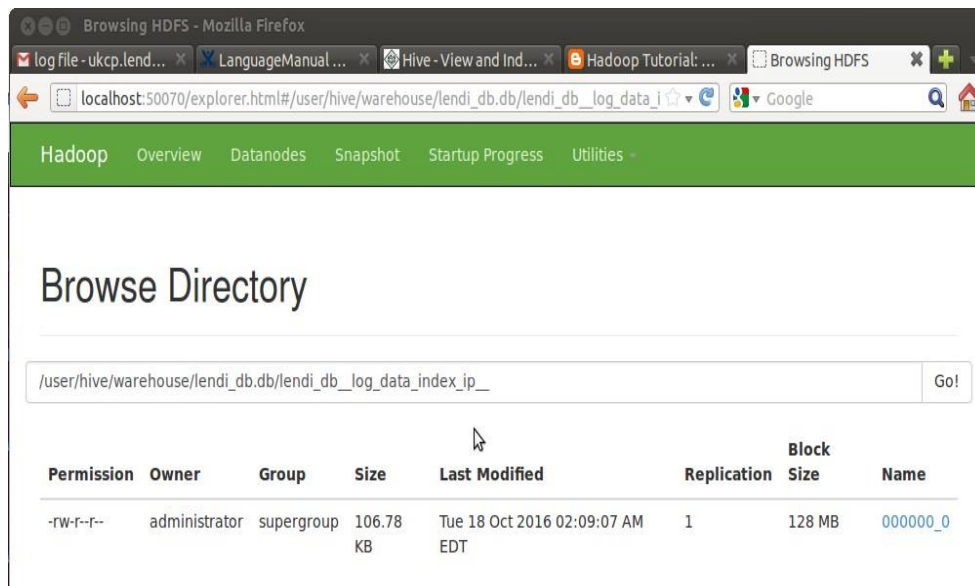 Browsing HDFS - Mozilla Firefox
log file - ukcp.lend... LanguageManual ... Hive - View and Ind... Hadoop Tutorial: ... Browsing HDFS
localhost:50070/explorer.html#/user/hive/warehouse/lendi_db.db/lendi_db__log_data_i Google
Hadoop Overview Datanodes Snapshot Startup Progress Utilities
Browse Directory
/user/hive/warehouse/lendi_db.db/lendi_db__log_data_index_ip__ Go!
Permission Owner Group Size Last Modified Replication Block Size Name
-rw-r--r-- administrator supergroup 106.78 KB Tue 18 Oct 2016 02:09:07 AM EDT 1 128 MB 000000_0